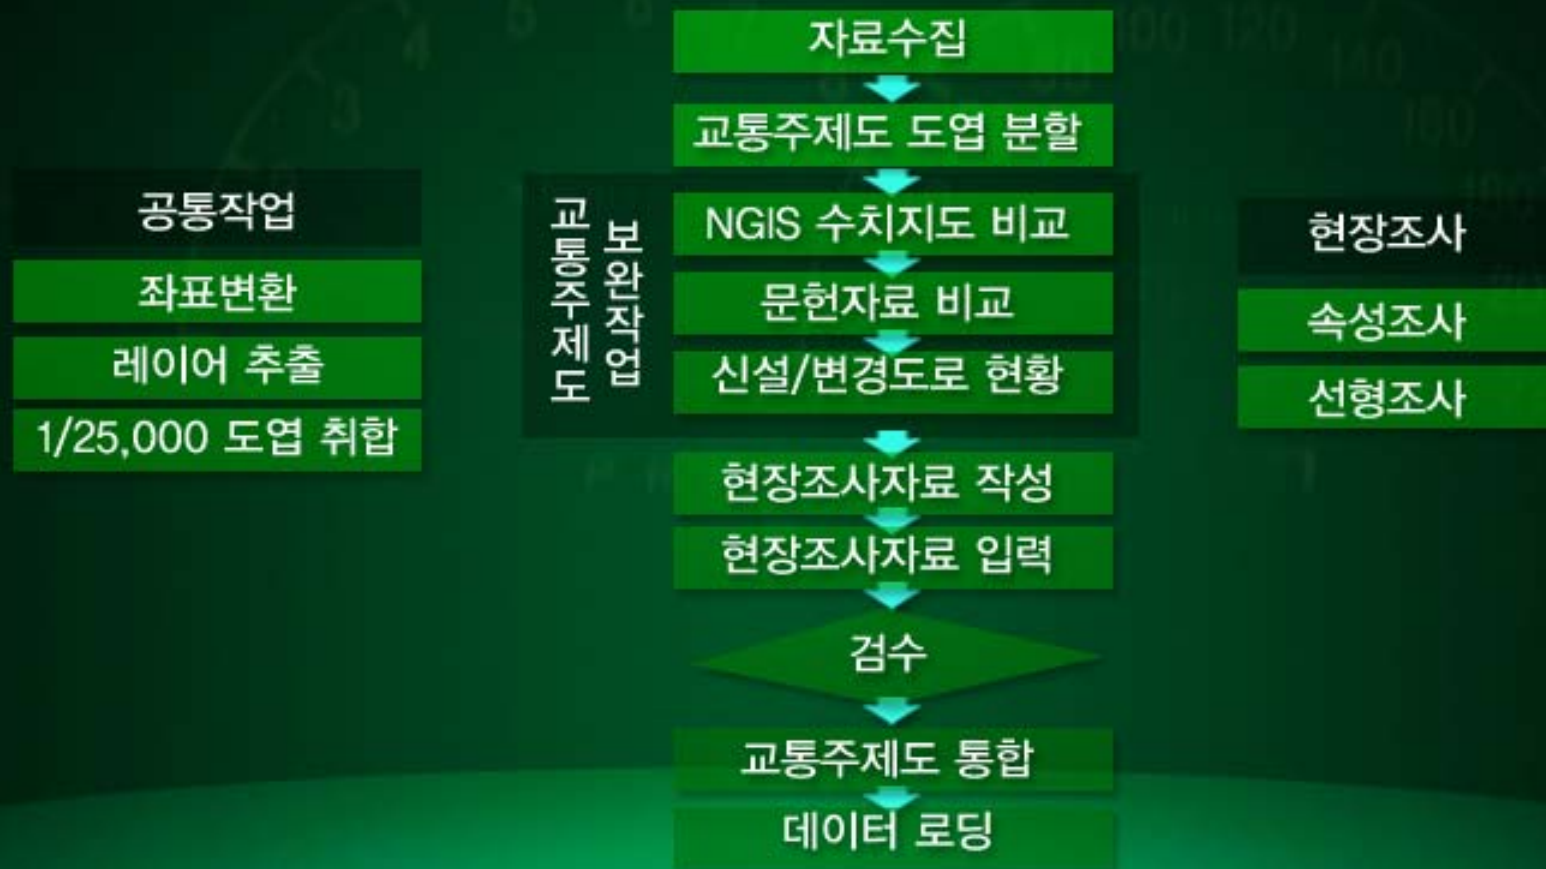 자료수집
교통주제도 도엽 분할
공통작업
좌표변환
레이어 추출
1/25,000 도엽 취합
교통주제도
보완작업
NGIS 수치지도 비교
문헌자료 비교
신설/변경도로 현황
현장조사
속성조사
선형조사
현장조사자료 작성
현장조사자료 입력
검수
교통주제도 통합
데이터 로딩